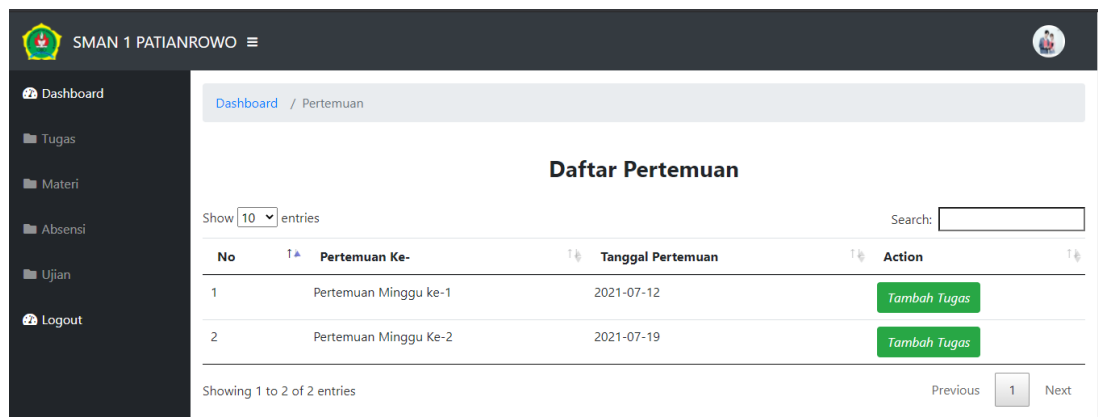 SMAN 1 PATIANROWO
Dashboard
Tugas
Materi
Absensi
Ujian
Logout
Dashboard / Pertemuan
Daftar Pertemuan
Show 10 entries
Search:
No Pertemuan Ke- Tanggal Pertemuan Action
1 Pertemuan Minggu ke-1 2021-07-12 Tambah Tugas
2 Pertemuan Minggu Ke-2 2021-07-19 Tambah Tugas
Showing 1 to 2 of 2 entries
Previous 1 Next